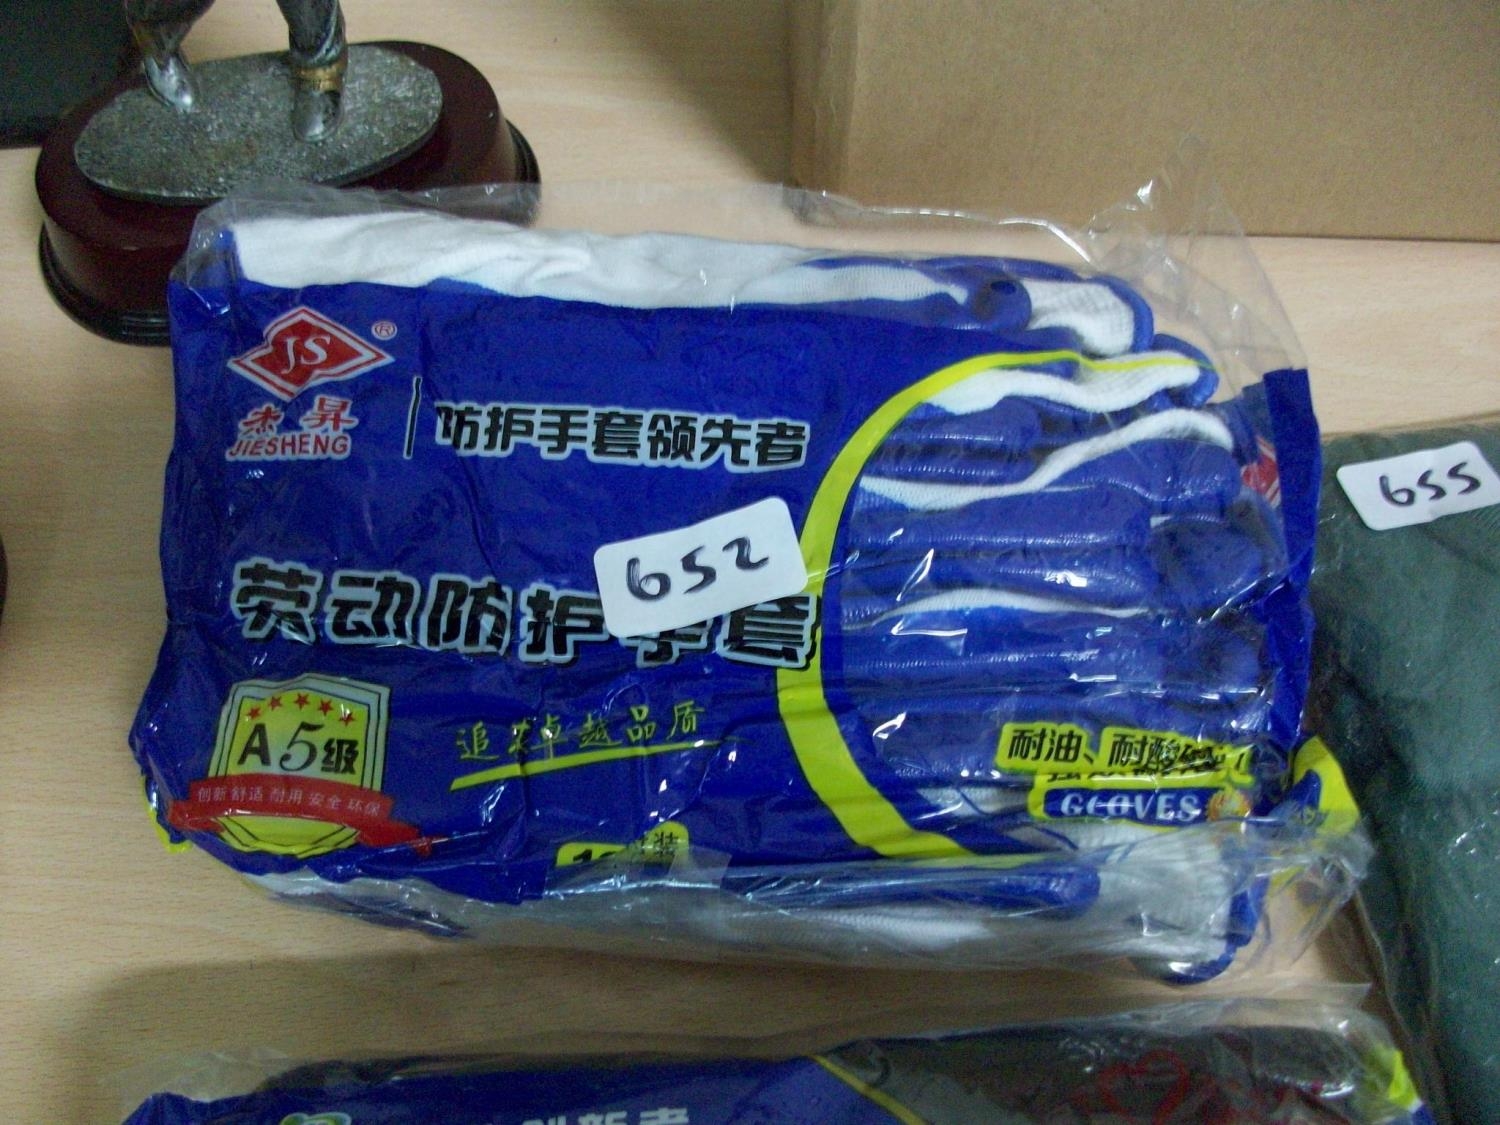 JS®
杰昇
JIESHENG
防护手套领先者
652
劳动防护手套
A5级
创新 舒适 耐用 安全 环保
追求卓越品质
耐油、耐酸碱
GLOVES
655